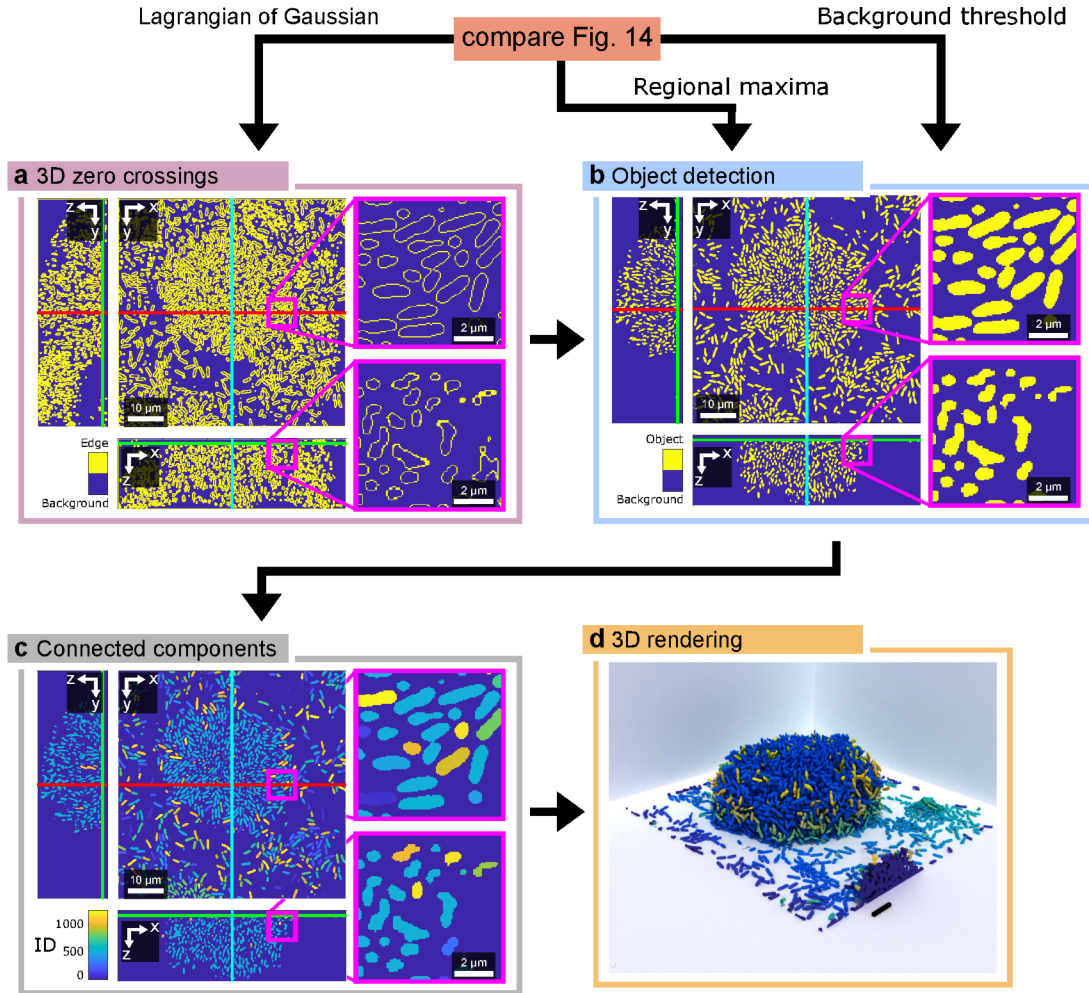 Lagrangian of Gaussian
compare Fig. 14
Background threshold
Regional maxima
a 3D zero crossings
z
y
x
y
2 µm
10 µm
Edge
Background
x
z
2 µm
b Object detection
z
y
x
y
2 µm
10 µm
Object
Background
x
z
2 µm
c Connected components
z
y
x
y
2 µm
10 µm
ID
1000
500
0
x
z
2 µm
d 3D rendering